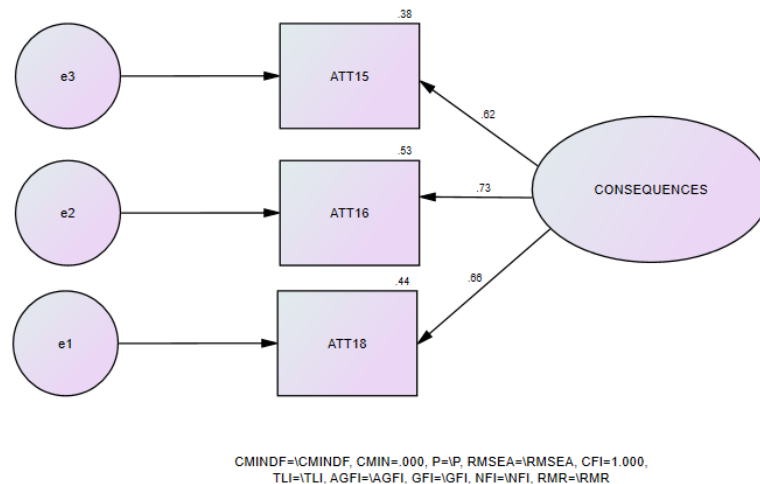 .38
e3
ATT15
.62
.53
e2
ATT16
.73
CONSEQUENCES
.44
.66
e1
ATT18
CMINDF=\CMINDF, CMIN=.000, P=\P, RMSEA=\RMSEA, CFI=1.000,
TLI=\TLI, AGFI=\AGFI, GFI=\GFI, NFI=\NFI, RMR=\RMR